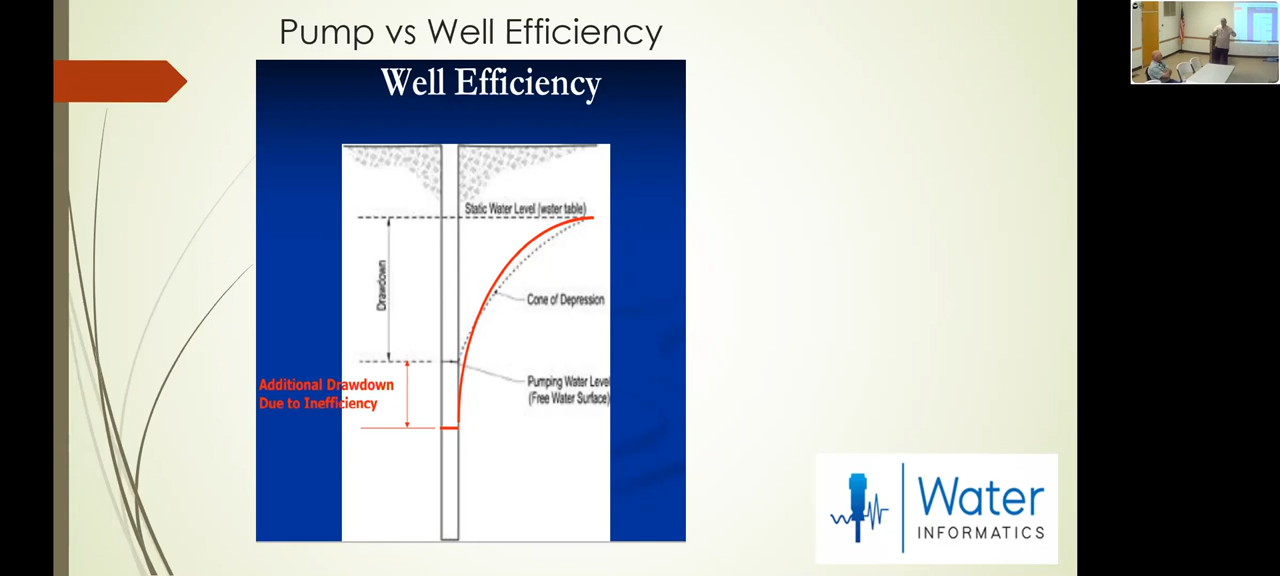 Pump vs Well Efficiency
Well Efficiency
Static Water Level (water table)
Drawdown
Cone of Depression
Additional Drawdown
Due to Inefficiency
Pumping Water Level
(Free Water Surface)
Water
INFORMATICS